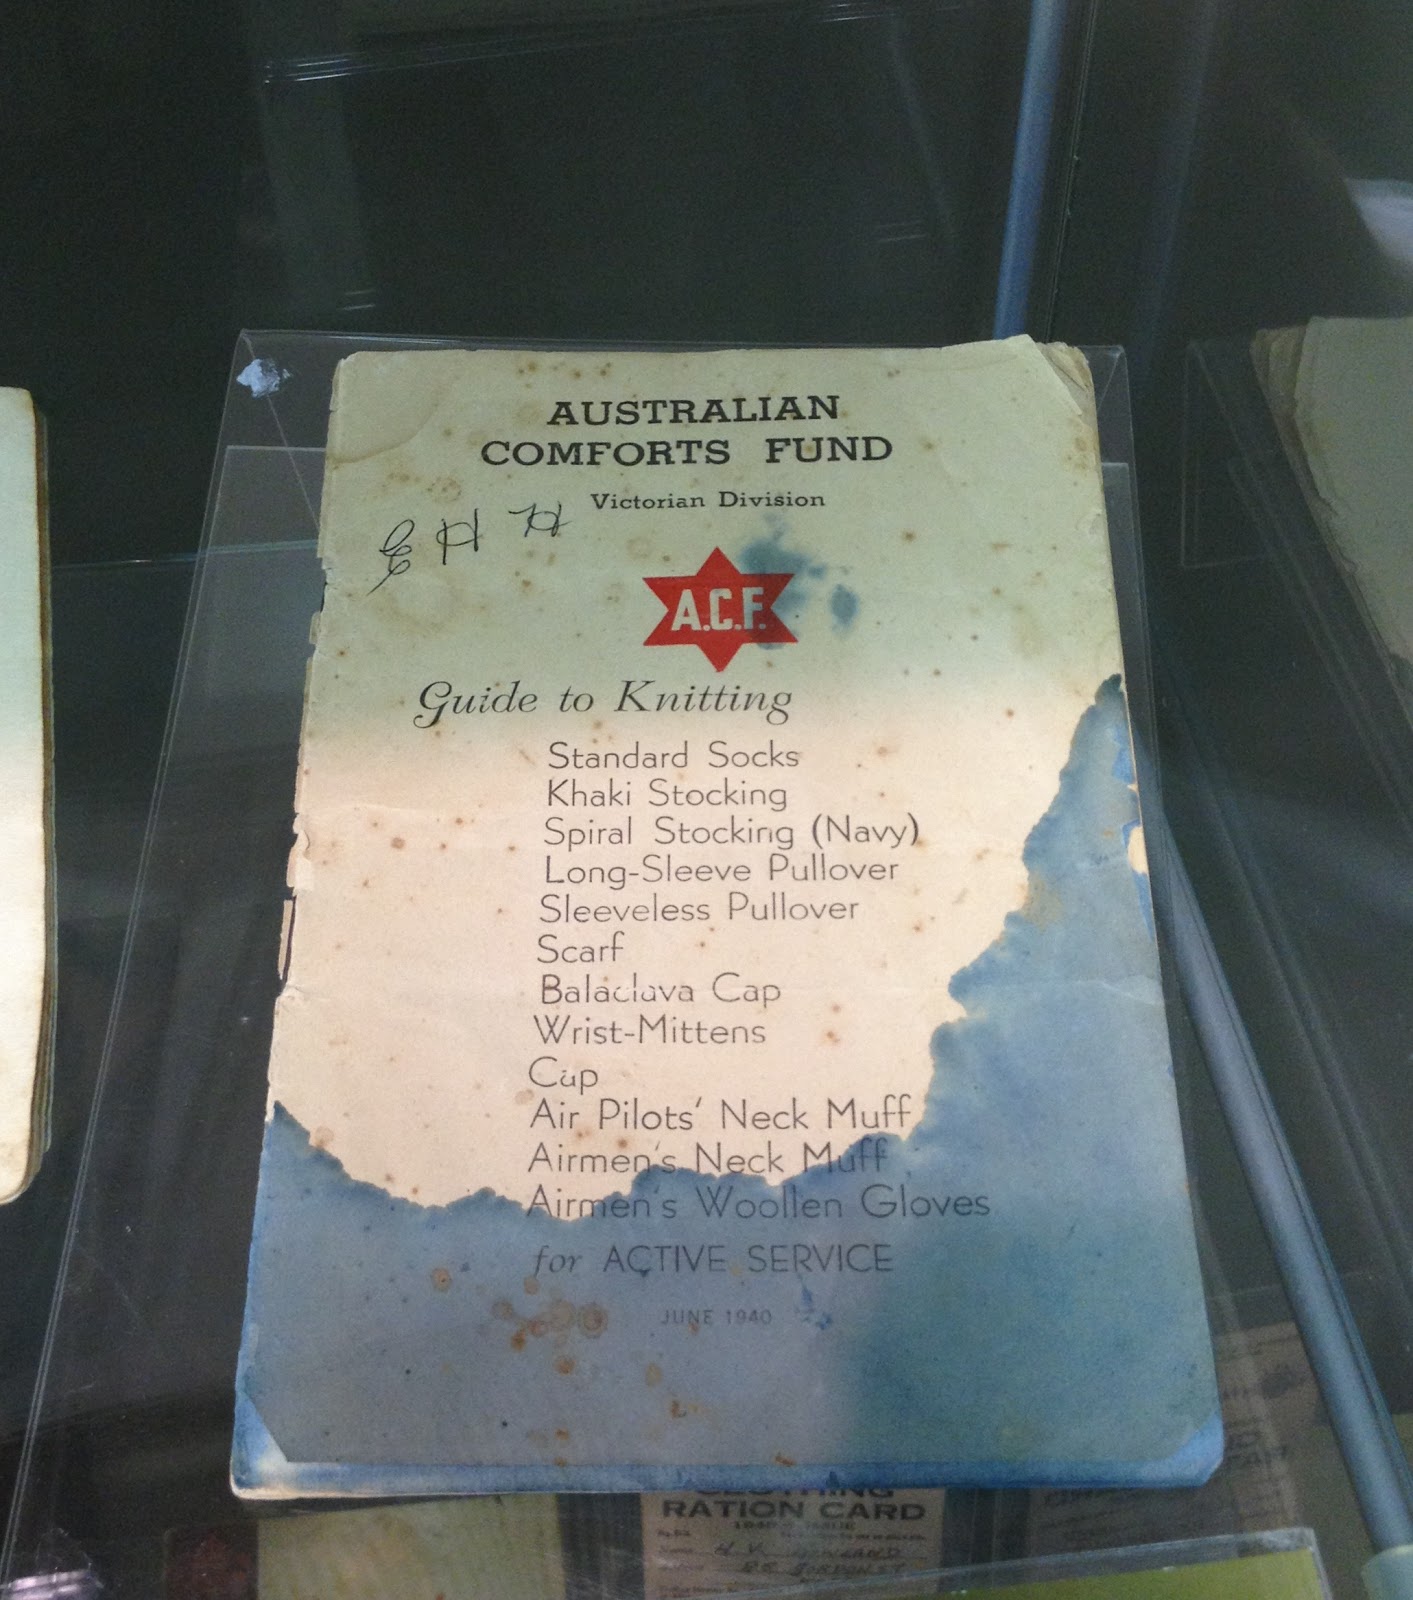 AUSTRALIAN
COMFORTS FUND
Victorian Division
E H H
A.C.F.
Guide to Knitting
Standard Socks
Khaki Stocking
Spiral Stocking (Navy)
Long-Sleeve Pullover
Sleeveless Pullover
Scarf
Balaclava Cap
Wrist-Mittens
Cap
Air Pilots' Neck Muff
Airmen's Neck Muff
Airmen's Woollen Gloves
for ACTIVE SERVICE
JUNE 1940
CLOTHING
RATION CARD